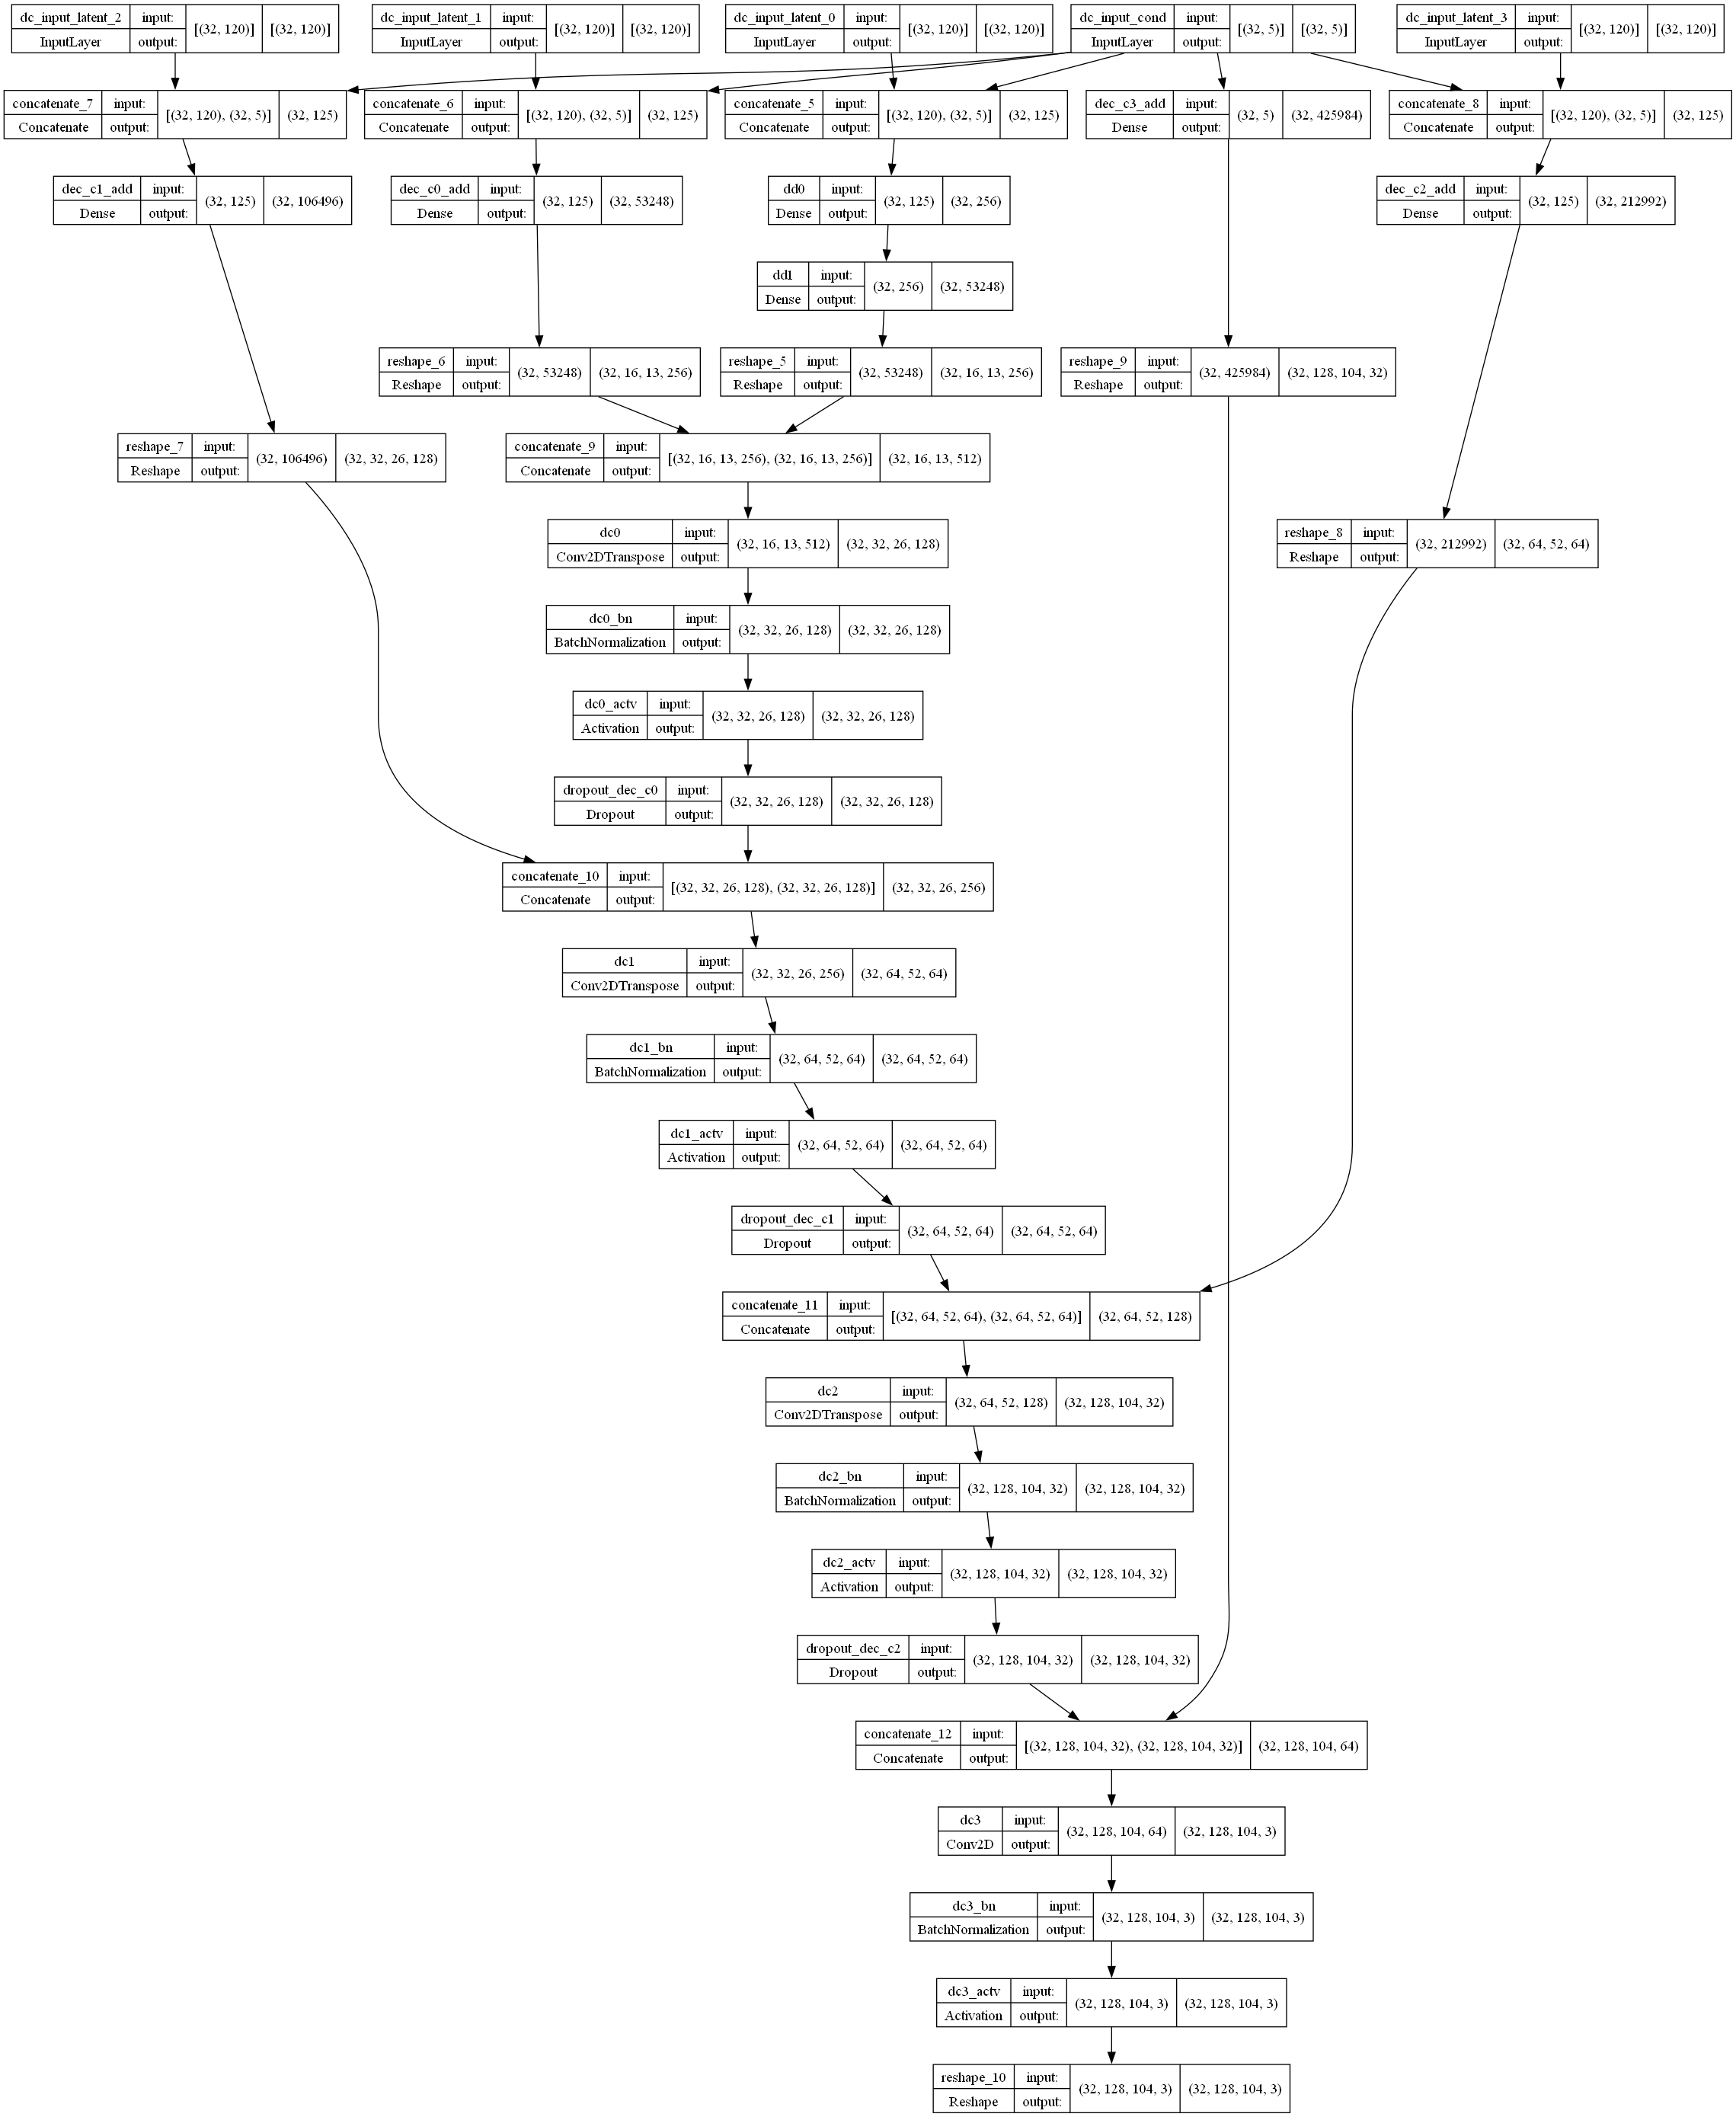 dc_input_latent_2 input: [(32, 120)] [(32, 120)]
InputLayer output:
dc_input_latent_1 input: [(32, 120)] [(32, 120)]
InputLayer output:
dc_input_latent_0 input: [(32, 120)] [(32, 120)]
InputLayer output:
dc_input_cond input: [(32, 5)] [(32, 5)]
InputLayer output:
dc_input_latent_3 input: [(32, 120)] [(32, 120)]
InputLayer output:
concatenate_7 input: [(32, 120), (32, 5)] (32, 125)
Concatenate output:
concatenate_6 input: [(32, 120), (32, 5)] (32, 125)
Concatenate output:
concatenate_5 input: [(32, 120), (32, 5)] (32, 125)
Concatenate output:
dec_c3_add input: (32, 5) (32, 425984)
Dense output:
concatenate_8 input: [(32, 120), (32, 5)] (32, 125)
Concatenate output:
dec_c1_add input: (32, 125) (32, 106496)
Dense output:
dec_c0_add input: (32, 125) (32, 53248)
Dense output:
dd0 input: (32, 125) (32, 256)
Dense output:
dec_c2_add input: (32, 125) (32, 212992)
Dense output:
dd1 input: (32, 256) (32, 53248)
Dense output:
reshape_6 input: (32, 53248) (32, 16, 13, 256)
Reshape output:
reshape_5 input: (32, 53248) (32, 16, 13, 256)
Reshape output:
reshape_9 input: (32, 425984) (32, 128, 104, 32)
Reshape output:
reshape_7 input: (32, 106496) (32, 32, 26, 128)
Reshape output:
concatenate_9 input: [(32, 16, 13, 256), (32, 16, 13, 256)] (32, 16, 13, 512)
Concatenate output:
dc0 input: (32, 16, 13, 512) (32, 32, 26, 128)
Conv2DTranspose output:
reshape_8 input: (32, 212992) (32, 64, 52, 64)
Reshape output:
dc0_bn input: (32, 32, 26, 128) (32, 32, 26, 128)
BatchNormalization output:
dc0_actv input: (32, 32, 26, 128) (32, 32, 26, 128)
Activation output:
dropout_dec_c0 input: (32, 32, 26, 128) (32, 32, 26, 128)
Dropout output:
concatenate_10 input: [(32, 32, 26, 128), (32, 32, 26, 128)] (32, 32, 26, 256)
Concatenate output:
dc1 input: (32, 32, 26, 256) (32, 64, 52, 64)
Conv2DTranspose output:
dc1_bn input: (32, 64, 52, 64) (32, 64, 52, 64)
BatchNormalization output:
dc1_actv input: (32, 64, 52, 64) (32, 64, 52, 64)
Activation output:
dropout_dec_c1 input: (32, 64, 52, 64) (32, 64, 52, 64)
Dropout output:
concatenate_11 input: [(32, 64, 52, 64), (32, 64, 52, 64)] (32, 64, 52, 128)
Concatenate output:
dc2 input: (32, 64, 52, 128) (32, 128, 104, 32)
Conv2DTranspose output:
dc2_bn input: (32, 128, 104, 32) (32, 128, 104, 32)
BatchNormalization output:
dc2_actv input: (32, 128, 104, 32) (32, 128, 104, 32)
Activation output:
dropout_dec_c2 input: (32, 128, 104, 32) (32, 128, 104, 32)
Dropout output:
concatenate_12 input: [(32, 128, 104, 32), (32, 128, 104, 32)] (32, 128, 104, 64)
Concatenate output:
dc3 input: (32, 128, 104, 64) (32, 128, 104, 3)
Conv2D output:
dc3_bn input: (32, 128, 104, 3) (32, 128, 104, 3)
BatchNormalization output:
dc3_actv input: (32, 128, 104, 3) (32, 128, 104, 3)
Activation output:
reshape_10 input: (32, 128, 104, 3) (32, 128, 104, 3)
Reshape output: